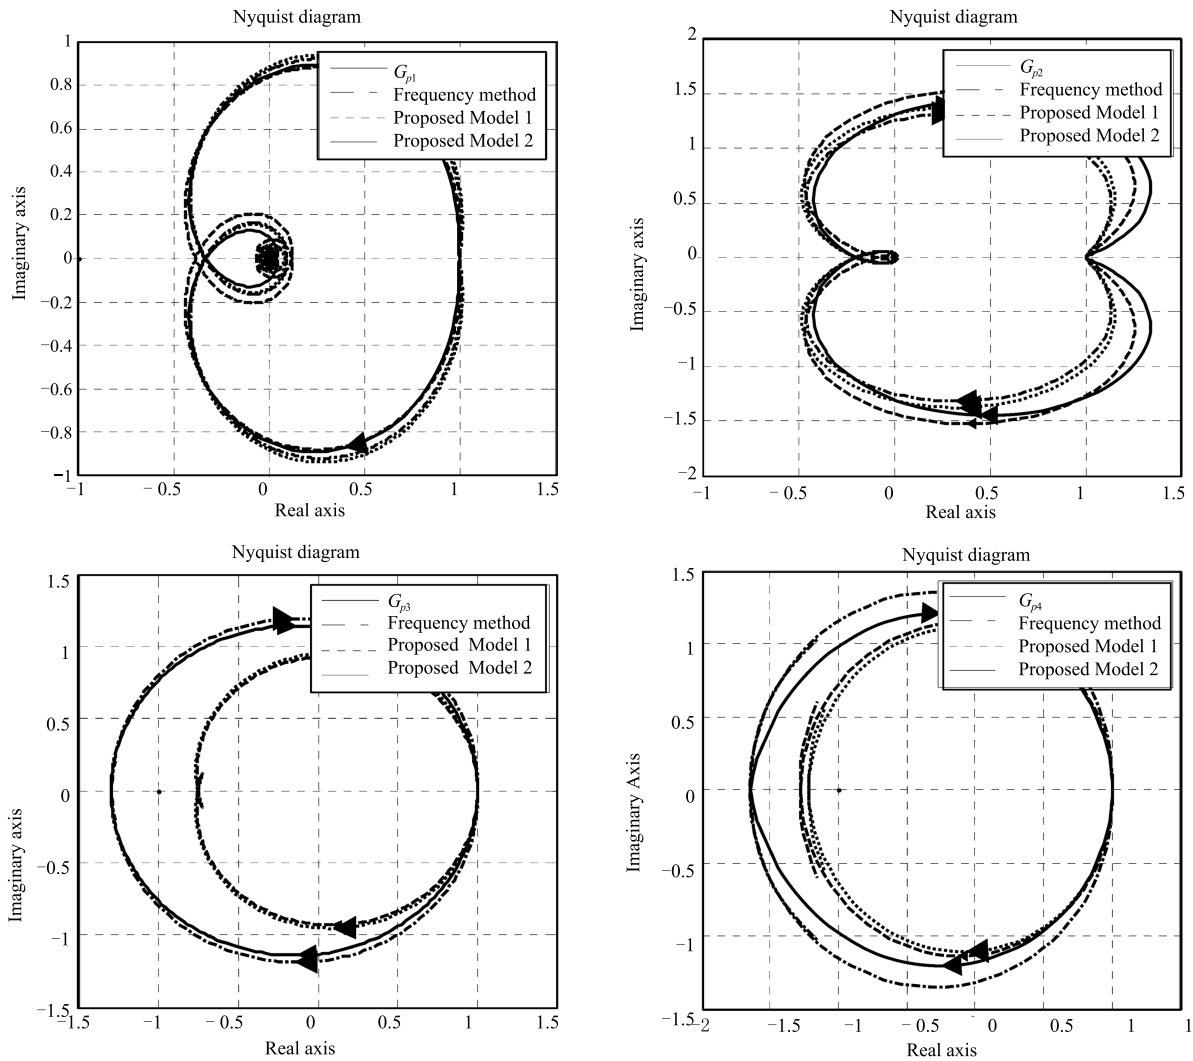 Nyquist diagram
1
0.8
0.6
0.4
0.2
0
−0.2
−0.4
−0.6
−0.8
−1
Imaginary axis
Gp1
Frequency method
Proposed Model 1
Proposed Model 2
−1
−0.5
0
0.5
1
1.5
Real axis
Nyquist diagram
2
1.5
1
0.5
0
−0.5
−1
−1.5
−2
Imaginary axis
Gp2
Frequency method
Proposed Model 1
Proposed Model 2
−1
−0.5
0
0.5
1
1.5
Real axis
Nyquist diagram
1.5
1
0.5
0
−0.5
−1
−1.5
Imaginary axis
Gp3
Frequency method
Proposed Model 1
Proposed Model 2
−1.5
−1
−0.5
0
0.5
1
1.5
Real axis
Nyquist diagram
1.5
1
0.5
0
−0.5
−1
−1.5
Imaginary Axis
Gp4
Frequency method
Proposed Model 1
Proposed Model 2
−2
−1
−0.5
0
0.5
1
1
Real axis